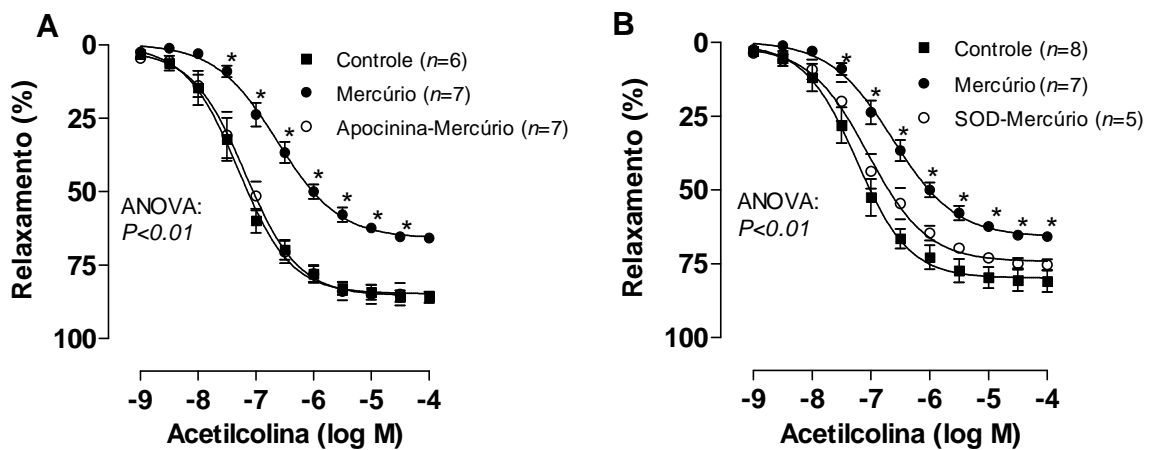 A
0
25
50
75
100
Relaxamento (%)
Controle (n=6)
Mercúrio (n=7)
Apocinina-Mercúrio (n=7)
* * * * * * *
ANOVA:
P<0.01
-9 -8 -7 -6 -5 -4
Acetilcolina (log M)
B
0
25
50
75
100
Relaxamento (%)
Controle (n=8)
Mercúrio (n=7)
SOD-Mercúrio (n=5)
* * * * * * * *
ANOVA:
P<0.01
-9 -8 -7 -6 -5 -4
Acetilcolina (log M)